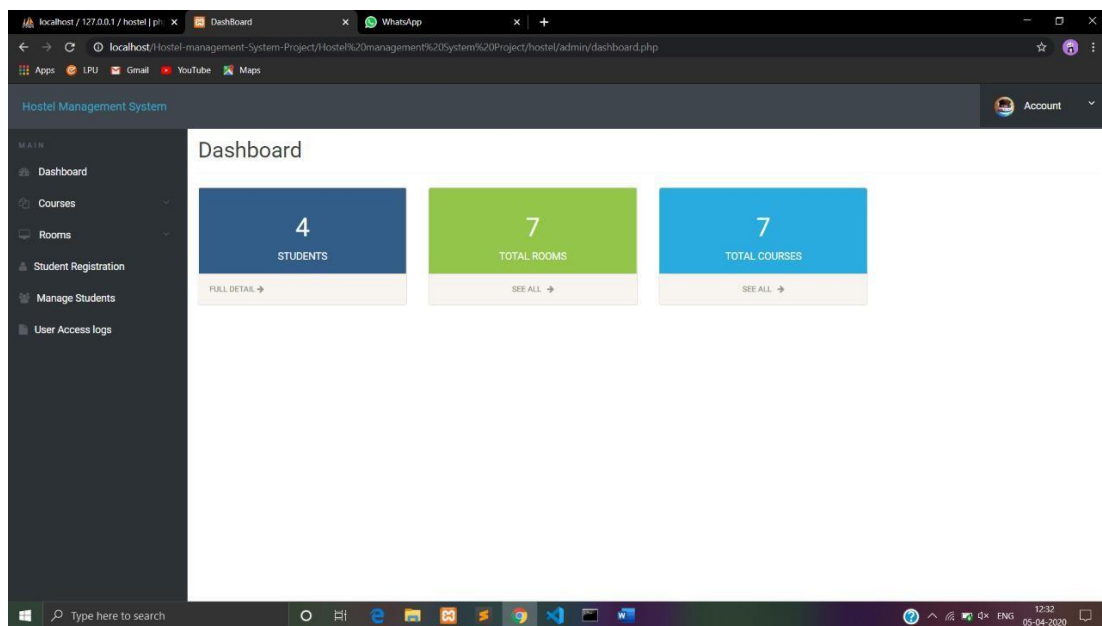 localhost / 127.0.0.1 / hostel | ph
DashBoard
WhatsApp
localhost/Hostel-management-System-Project/Hostel%20management%20System%20Project/hostel/admin/dashboard.php
Apps LPU Gmail YouTube Maps
Hostel Management System
Account
MAIN
Dashboard
Courses
Rooms
Student Registration
Manage Students
User Access logs
Dashboard
4
STUDENTS
FULL DETAIL
7
TOTAL ROOMS
SEE ALL
7
TOTAL COURSES
SEE ALL
Type here to search
ENG
12:32
05-04-2020